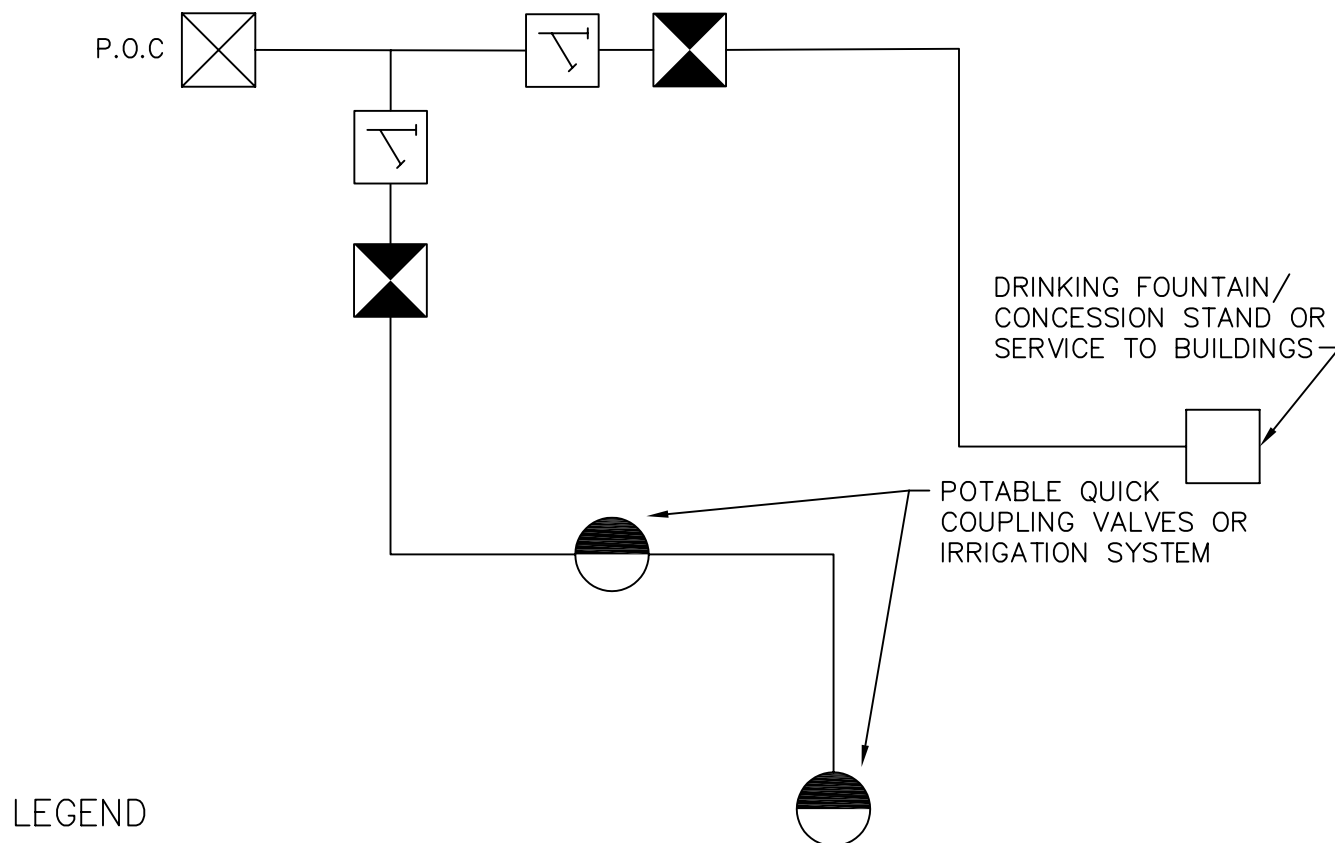 P.O.C
DRINKING FOUNTAIN/
CONCESSION STAND OR
SERVICE TO BUILDINGS
POTABLE QUICK
COUPLING VALVES OR
IRRIGATION SYSTEM
LEGEND